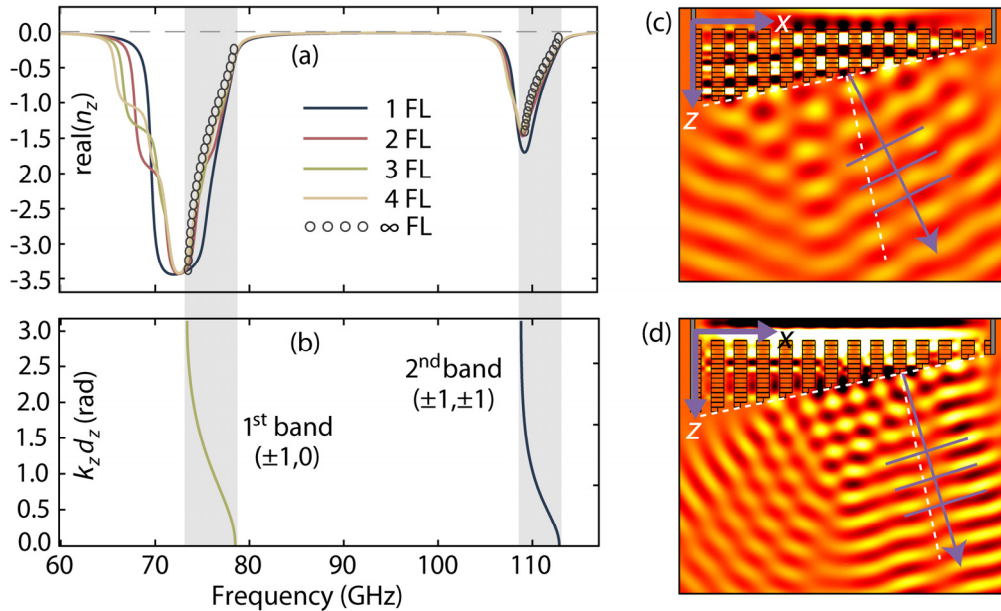 (a)
real(n_z)
0.0
-0.5
-1.0
-1.5
-2.0
-2.5
-3.0
-3.5
1 FL
2 FL
3 FL
4 FL
∞ FL
(b)
k_z d_z (rad)
3.0
2.5
2.0
1.5
1.0
0.5
0.0
1st band
(±1,0)
2nd band
(±1,±1)
60
70
80
90
100
110
Frequency (GHz)
(c)
x
z
(d)
x
z